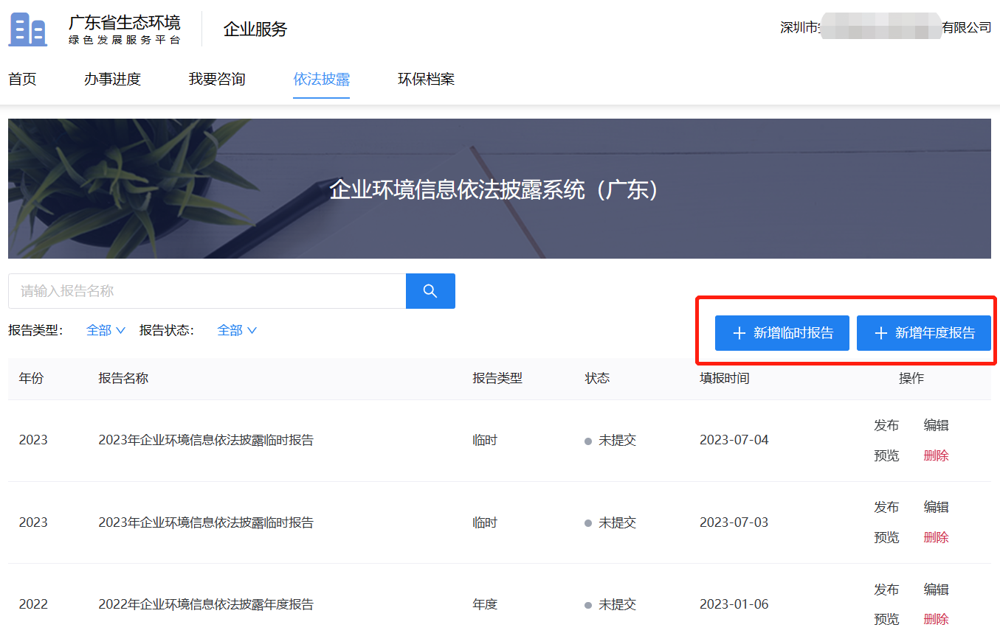 广东省生态环境
绿色发展服务平台
企业服务
深圳市
有限公司
首页 办事进度 我要咨询 依法披露 环保档案
企业环境信息依法披露系统（广东）
请输入报告名称
报告类型： 全部 报告状态： 全部
新增临时报告 新增年度报告
年份 报告名称 报告类型 状态 填报时间 操作
发布 编辑
2023 2023年企业环境信息依法披露临时报告 临时 未提交 2023-07-04
预览 删除
发布 编辑
2023 2023年企业环境信息依法披露临时报告 临时 未提交 2023-07-03
预览 删除
发布 编辑
2022 2022年企业环境信息依法披露年度报告 年度 未提交 2023-01-06
预览 删除